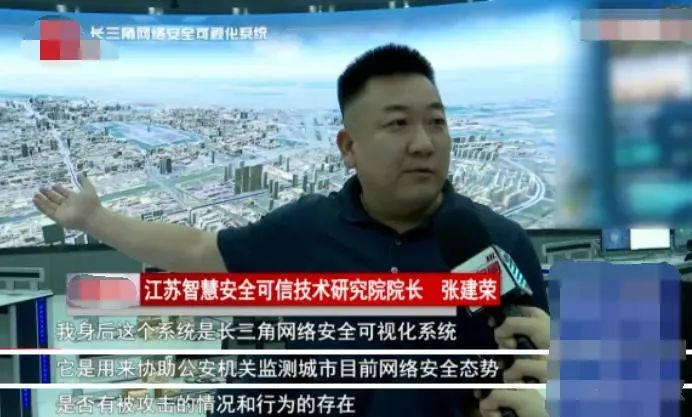 长三角网络安全可视化系统
江苏智慧安全可信技术研究院院长 张建荣
我身后这个系统是长三角网络安全可视化系统
它是用来协助公安机关监测城市目前网络安全态势
是否有被攻击的情况和行为的存在